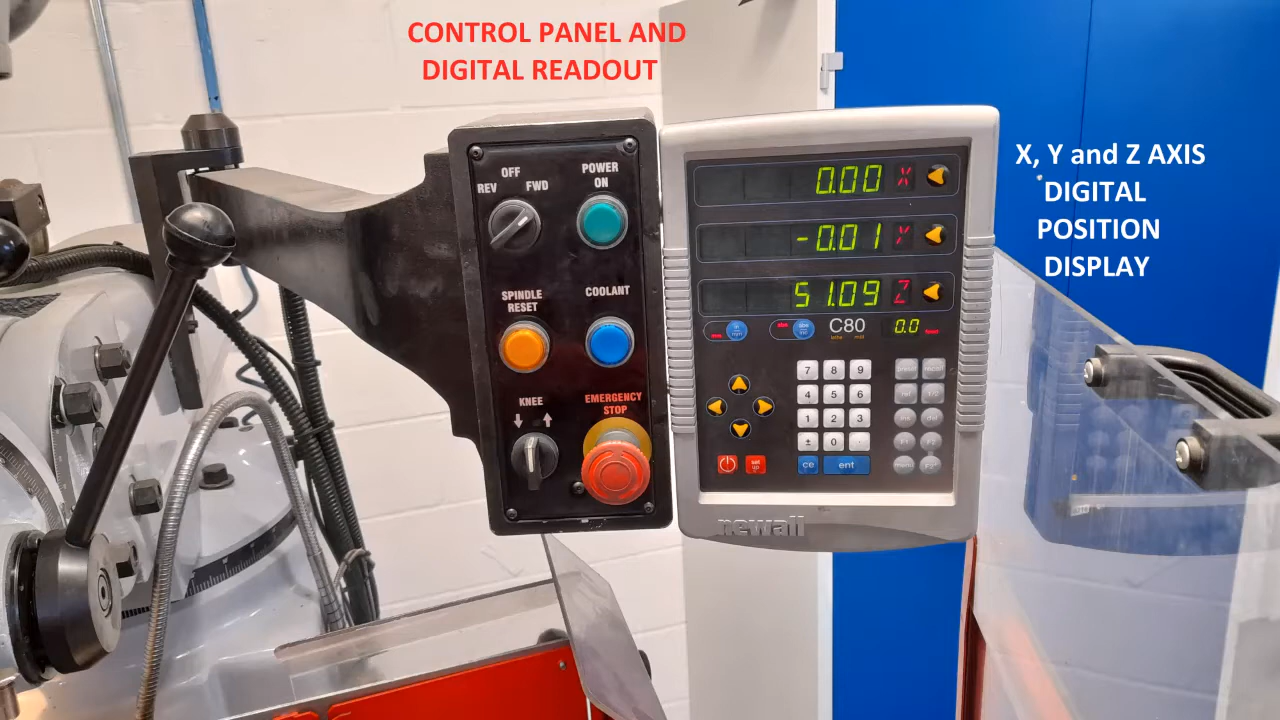 CONTROL PANEL AND
DIGITAL READOUT
X, Y and Z AXIS
DIGITAL
POSITION
DISPLAY
OFF
REV FWD
POWER
ON
SPINDLE
RESET
COOLANT
KNEE
EMERGENCY
STOP
0.00 X
-0.01 Y
51.09 Z
C80
0.0
7 8 9
4 5 6
1 2 3
± 0 .
ce ent
set
up
newall